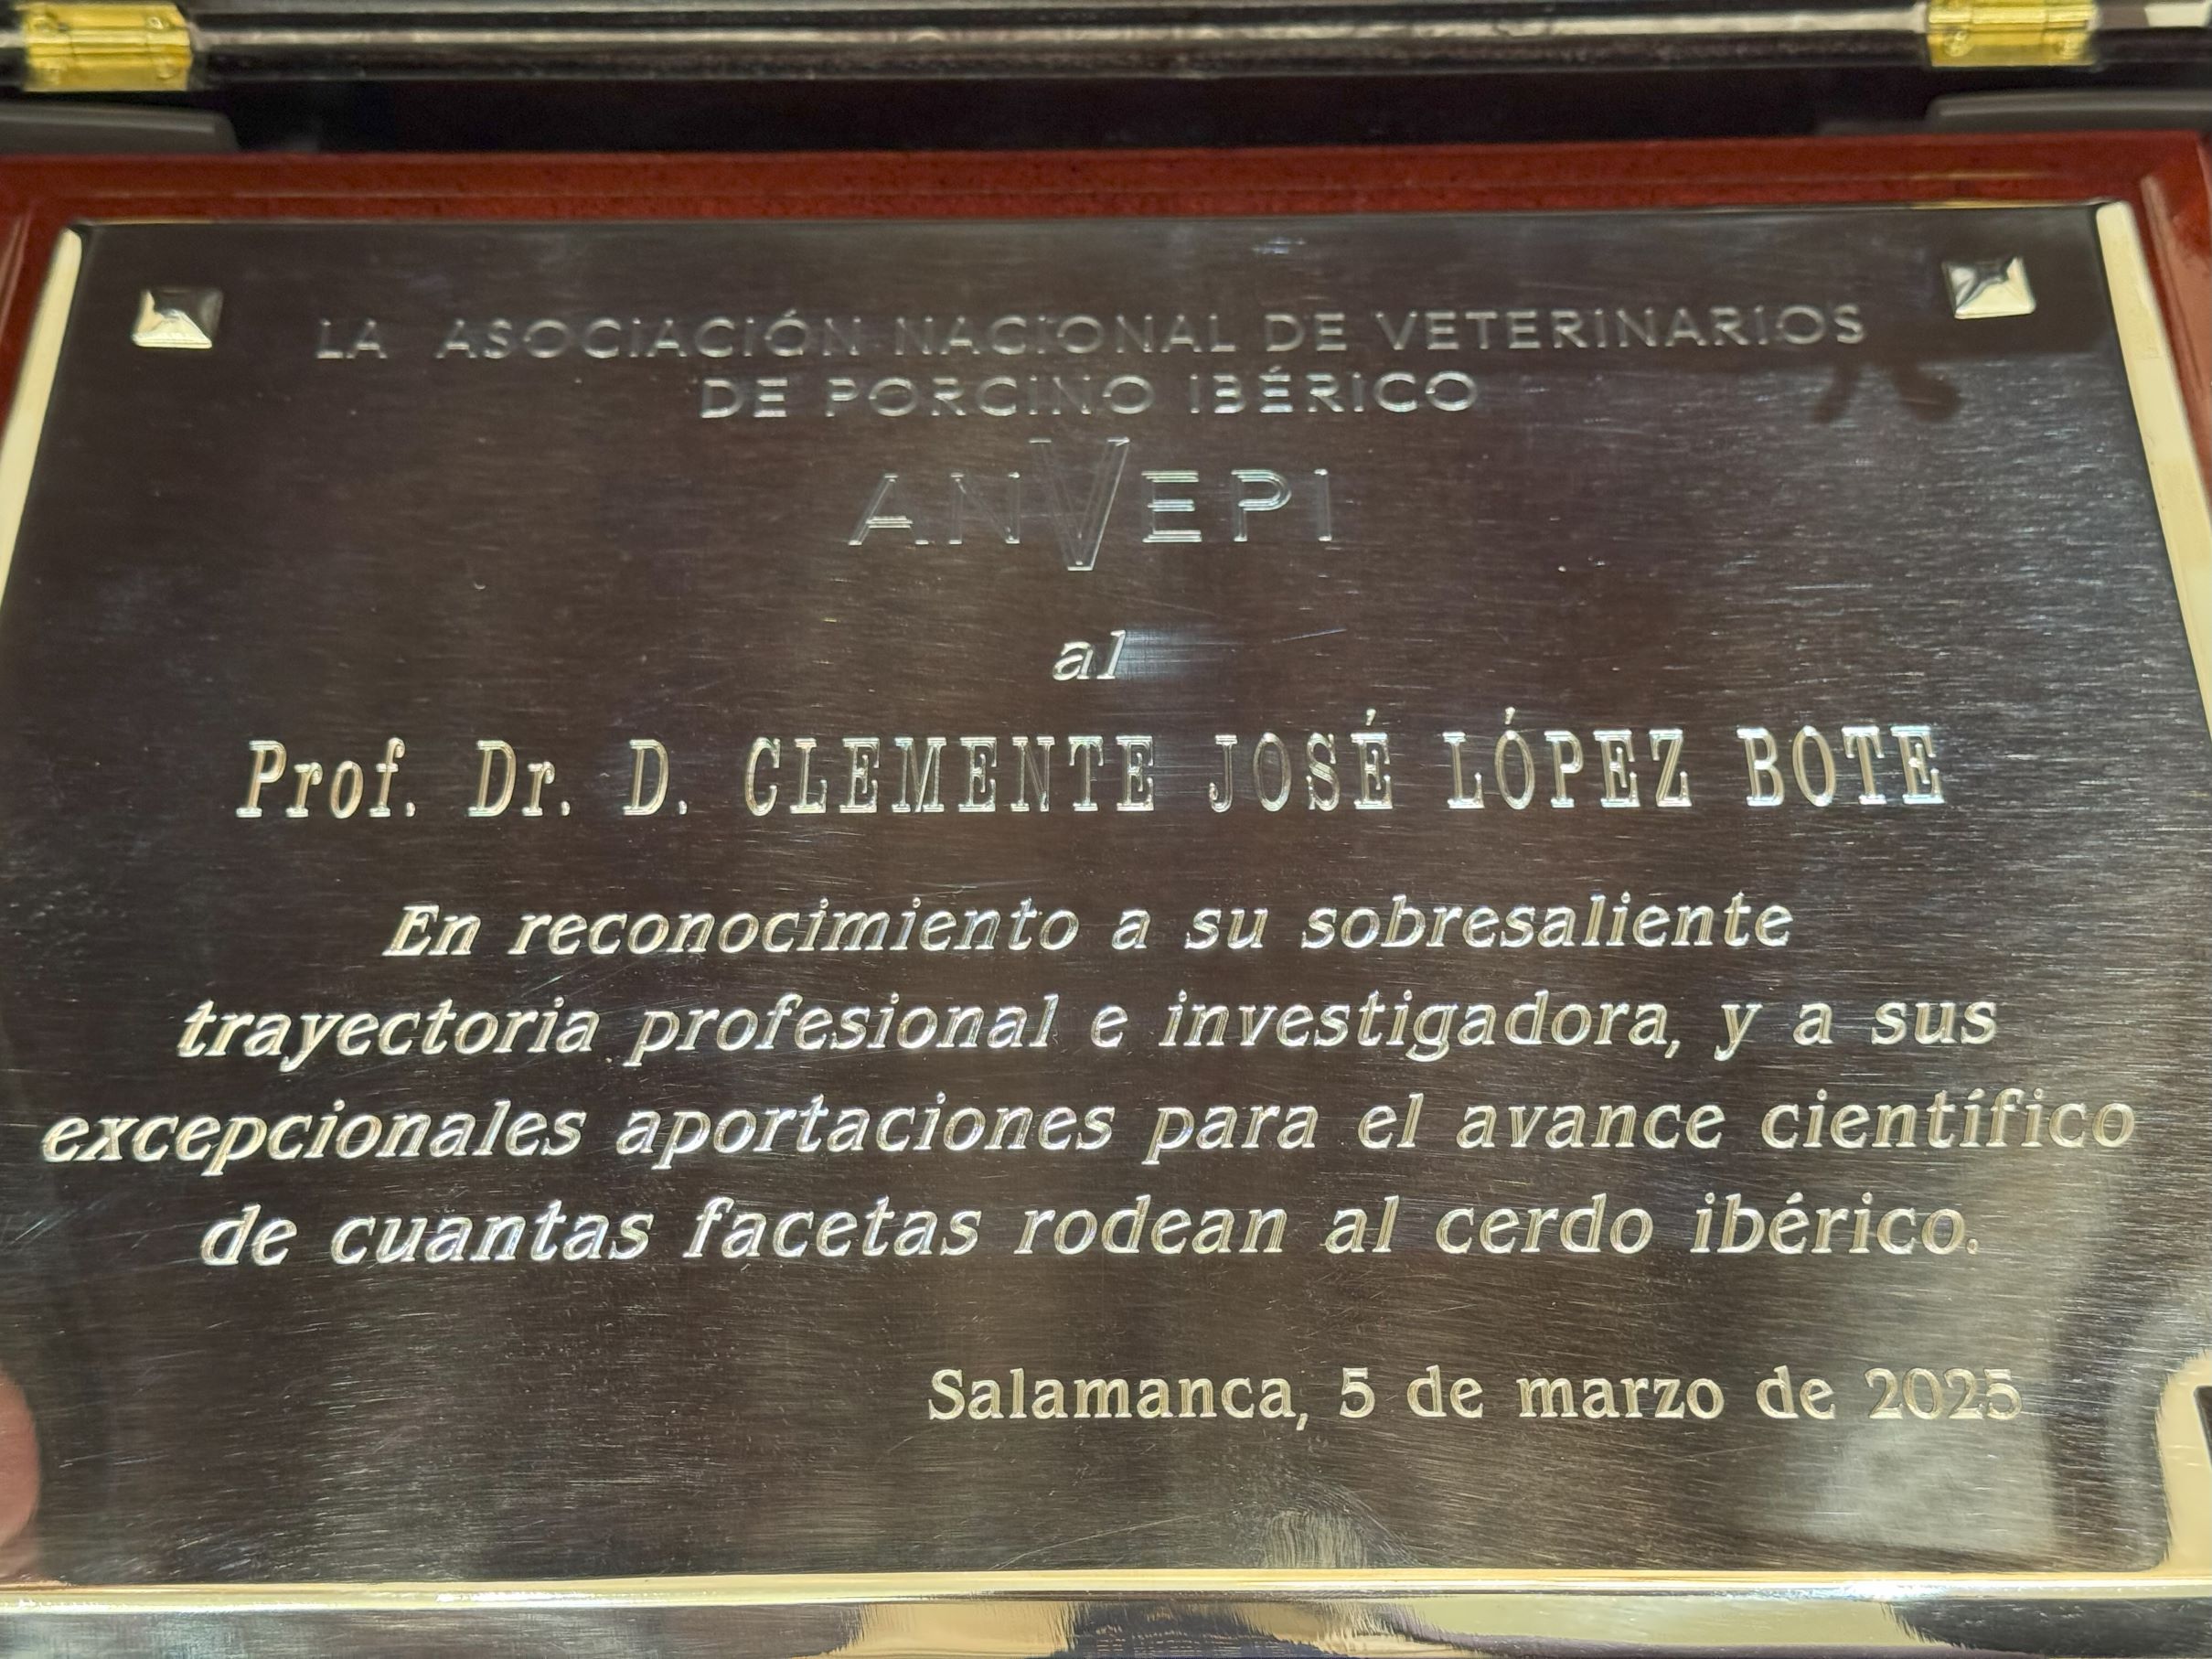 LA ASOCIACIÓN NACIONAL DE VETERINARIOS
DE PORCINO IBÉRICO
ANVEPI
al
Prof. Dr. D. CLEMENTE JOSÉ LÓPEZ BOTE
En reconocimiento a su sobresaliente
trayectoria profesional e investigadora, y a sus
excepcionales aportaciones para el avance científico
de cuantas facetas rodean al cerdo ibérico.
Salamanca, 5 de marzo de 2025